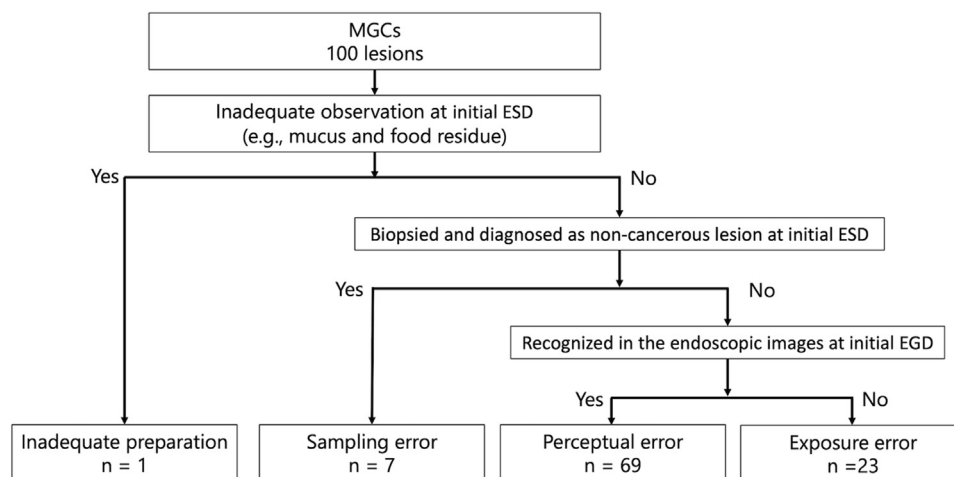 MGCs
100 lesions
Inadequate observation at initial ESD
(e.g., mucus and food residue)
Yes
No
Biopsied and diagnosed as non-cancerous lesion at initial ESD
Yes
No
Recognized in the endoscopic images at initial EGD
Yes
No
Inadequate preparation
n = 1
Sampling error
n = 7
Perceptual error
n = 69
Exposure error
n =23